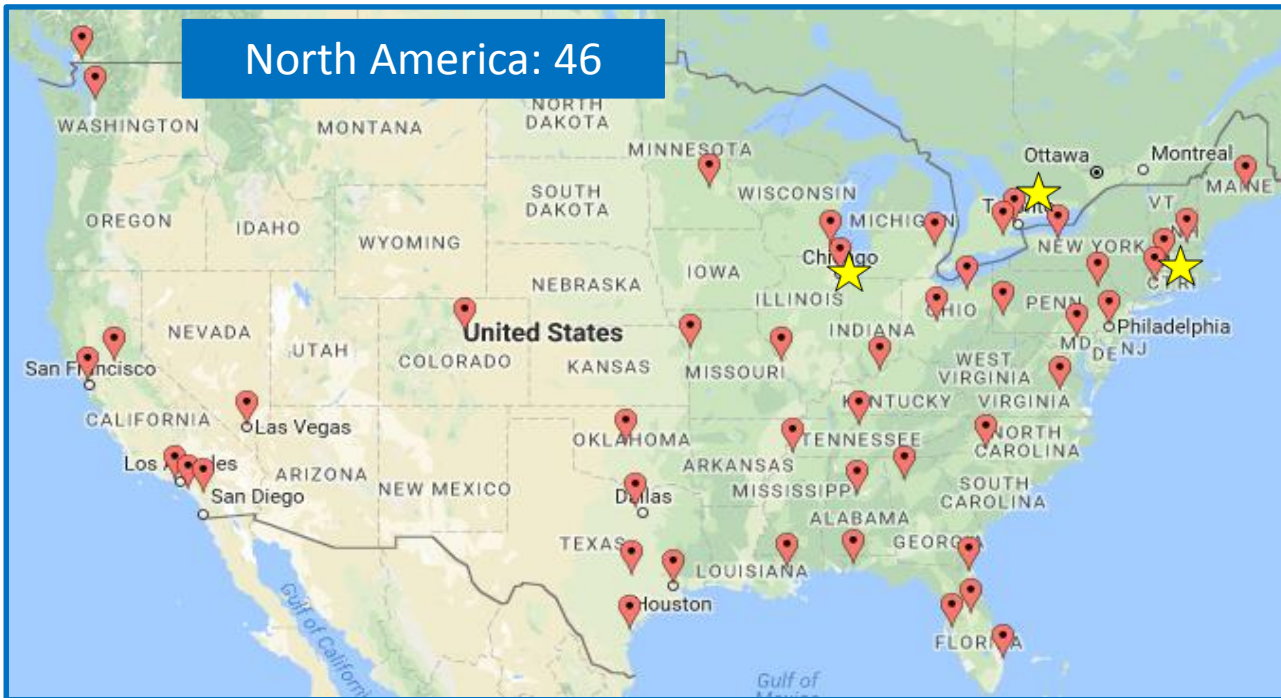 North America: 46
WASHINGTON
MONTANA
NORTH
DAKOTA
MINNESOTA
Ottawa
Montreal
MAINE
OREGON
IDAHO
SOUTH
DAKOTA
WISCONSIN
MICHIGAN
VT
NH
WYOMING
NEW YORK
Chicago
IOWA
NEBRASKA
ILLINOIS
INDIANA
OHIO
PENN
CT RI
NEVADA
UTAH
COLORADO
United States
KANSAS
MISSOURI
WEST
VIRGINIA
MD
DE
NJ
Philadelphia
San Francisco
CALIFORNIA
Las Vegas
KENTUCKY
VIRGINIA
OKLAHOMA
TENNESSEE
NORTH
CAROLINA
Los Angeles
ARIZONA
NEW MEXICO
ARKANSAS
MISSISSIPPI
SOUTH
CAROLINA
San Diego
Dallas
ALABAMA
TEXAS
LOUISIANA
GEORGIA
Houston
Gulf of California
FLORIDA
Gulf of